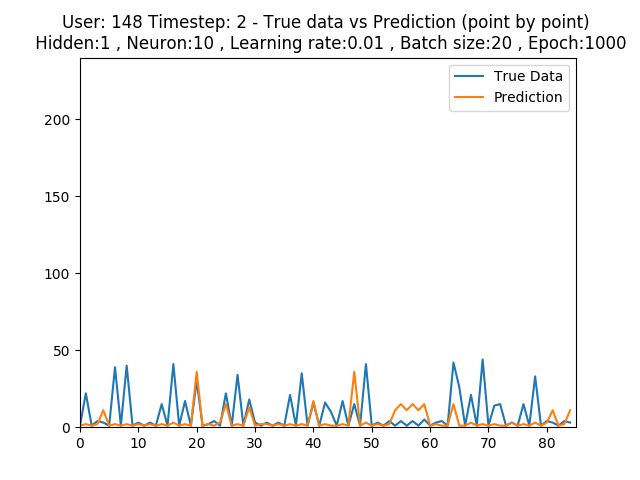 User: 148 Timestep: 2 - True data vs Prediction (point by point)
Hidden:1 , Neuron:10 , Learning rate:0.01 , Batch size:20 , Epoch:1000
True Data
Prediction
200
150
100
50
0
0 10 20 30 40 50 60 70 80